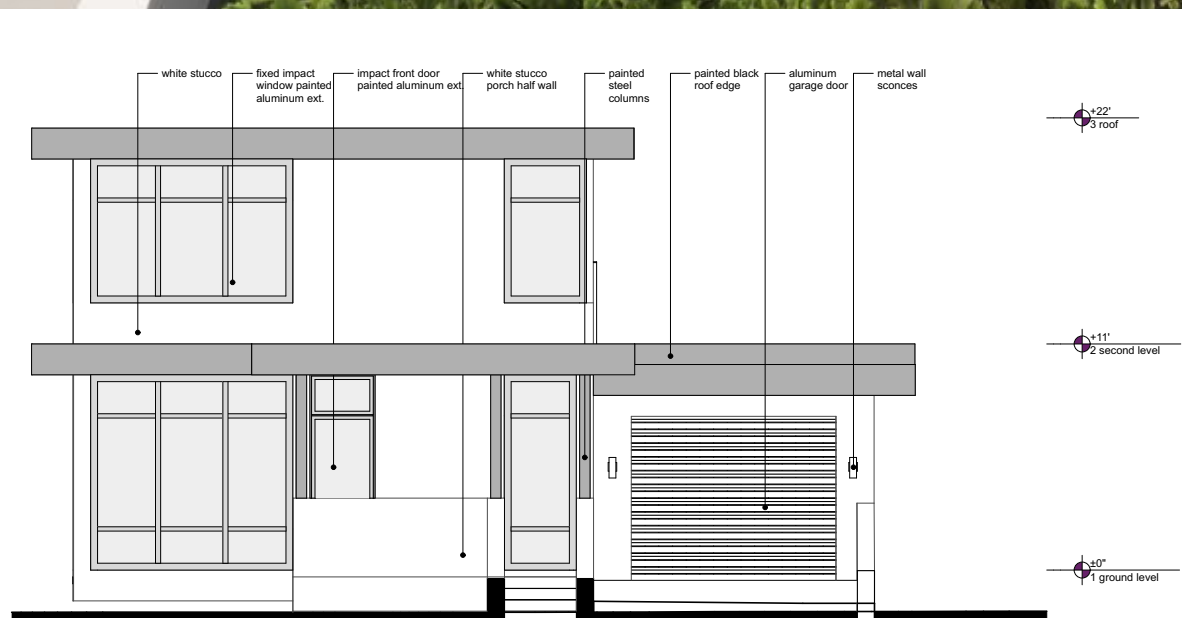 white stucco
fixed impact
window painted
aluminum ext.
impact front door
painted aluminum ext.
white stucco
porch half wall
painted
steel
columns
painted black
roof edge
aluminum
garage door
metal wall
sconces
+22'
3 roof
+11'
2 second level
±0"
1 ground level